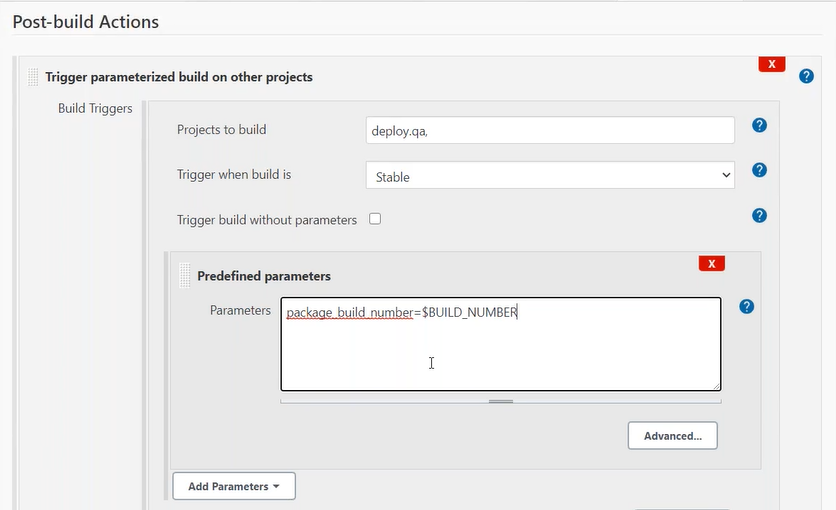 Post-build Actions
Trigger parameterized build on other projects
X
?
Build Triggers
Projects to build
deploy.qa,
?
Trigger when build is
Stable
?
Trigger build without parameters
?
Predefined parameters
X
Parameters
package_build_number=$BUILD_NUMBER
?
Advanced...
Add Parameters